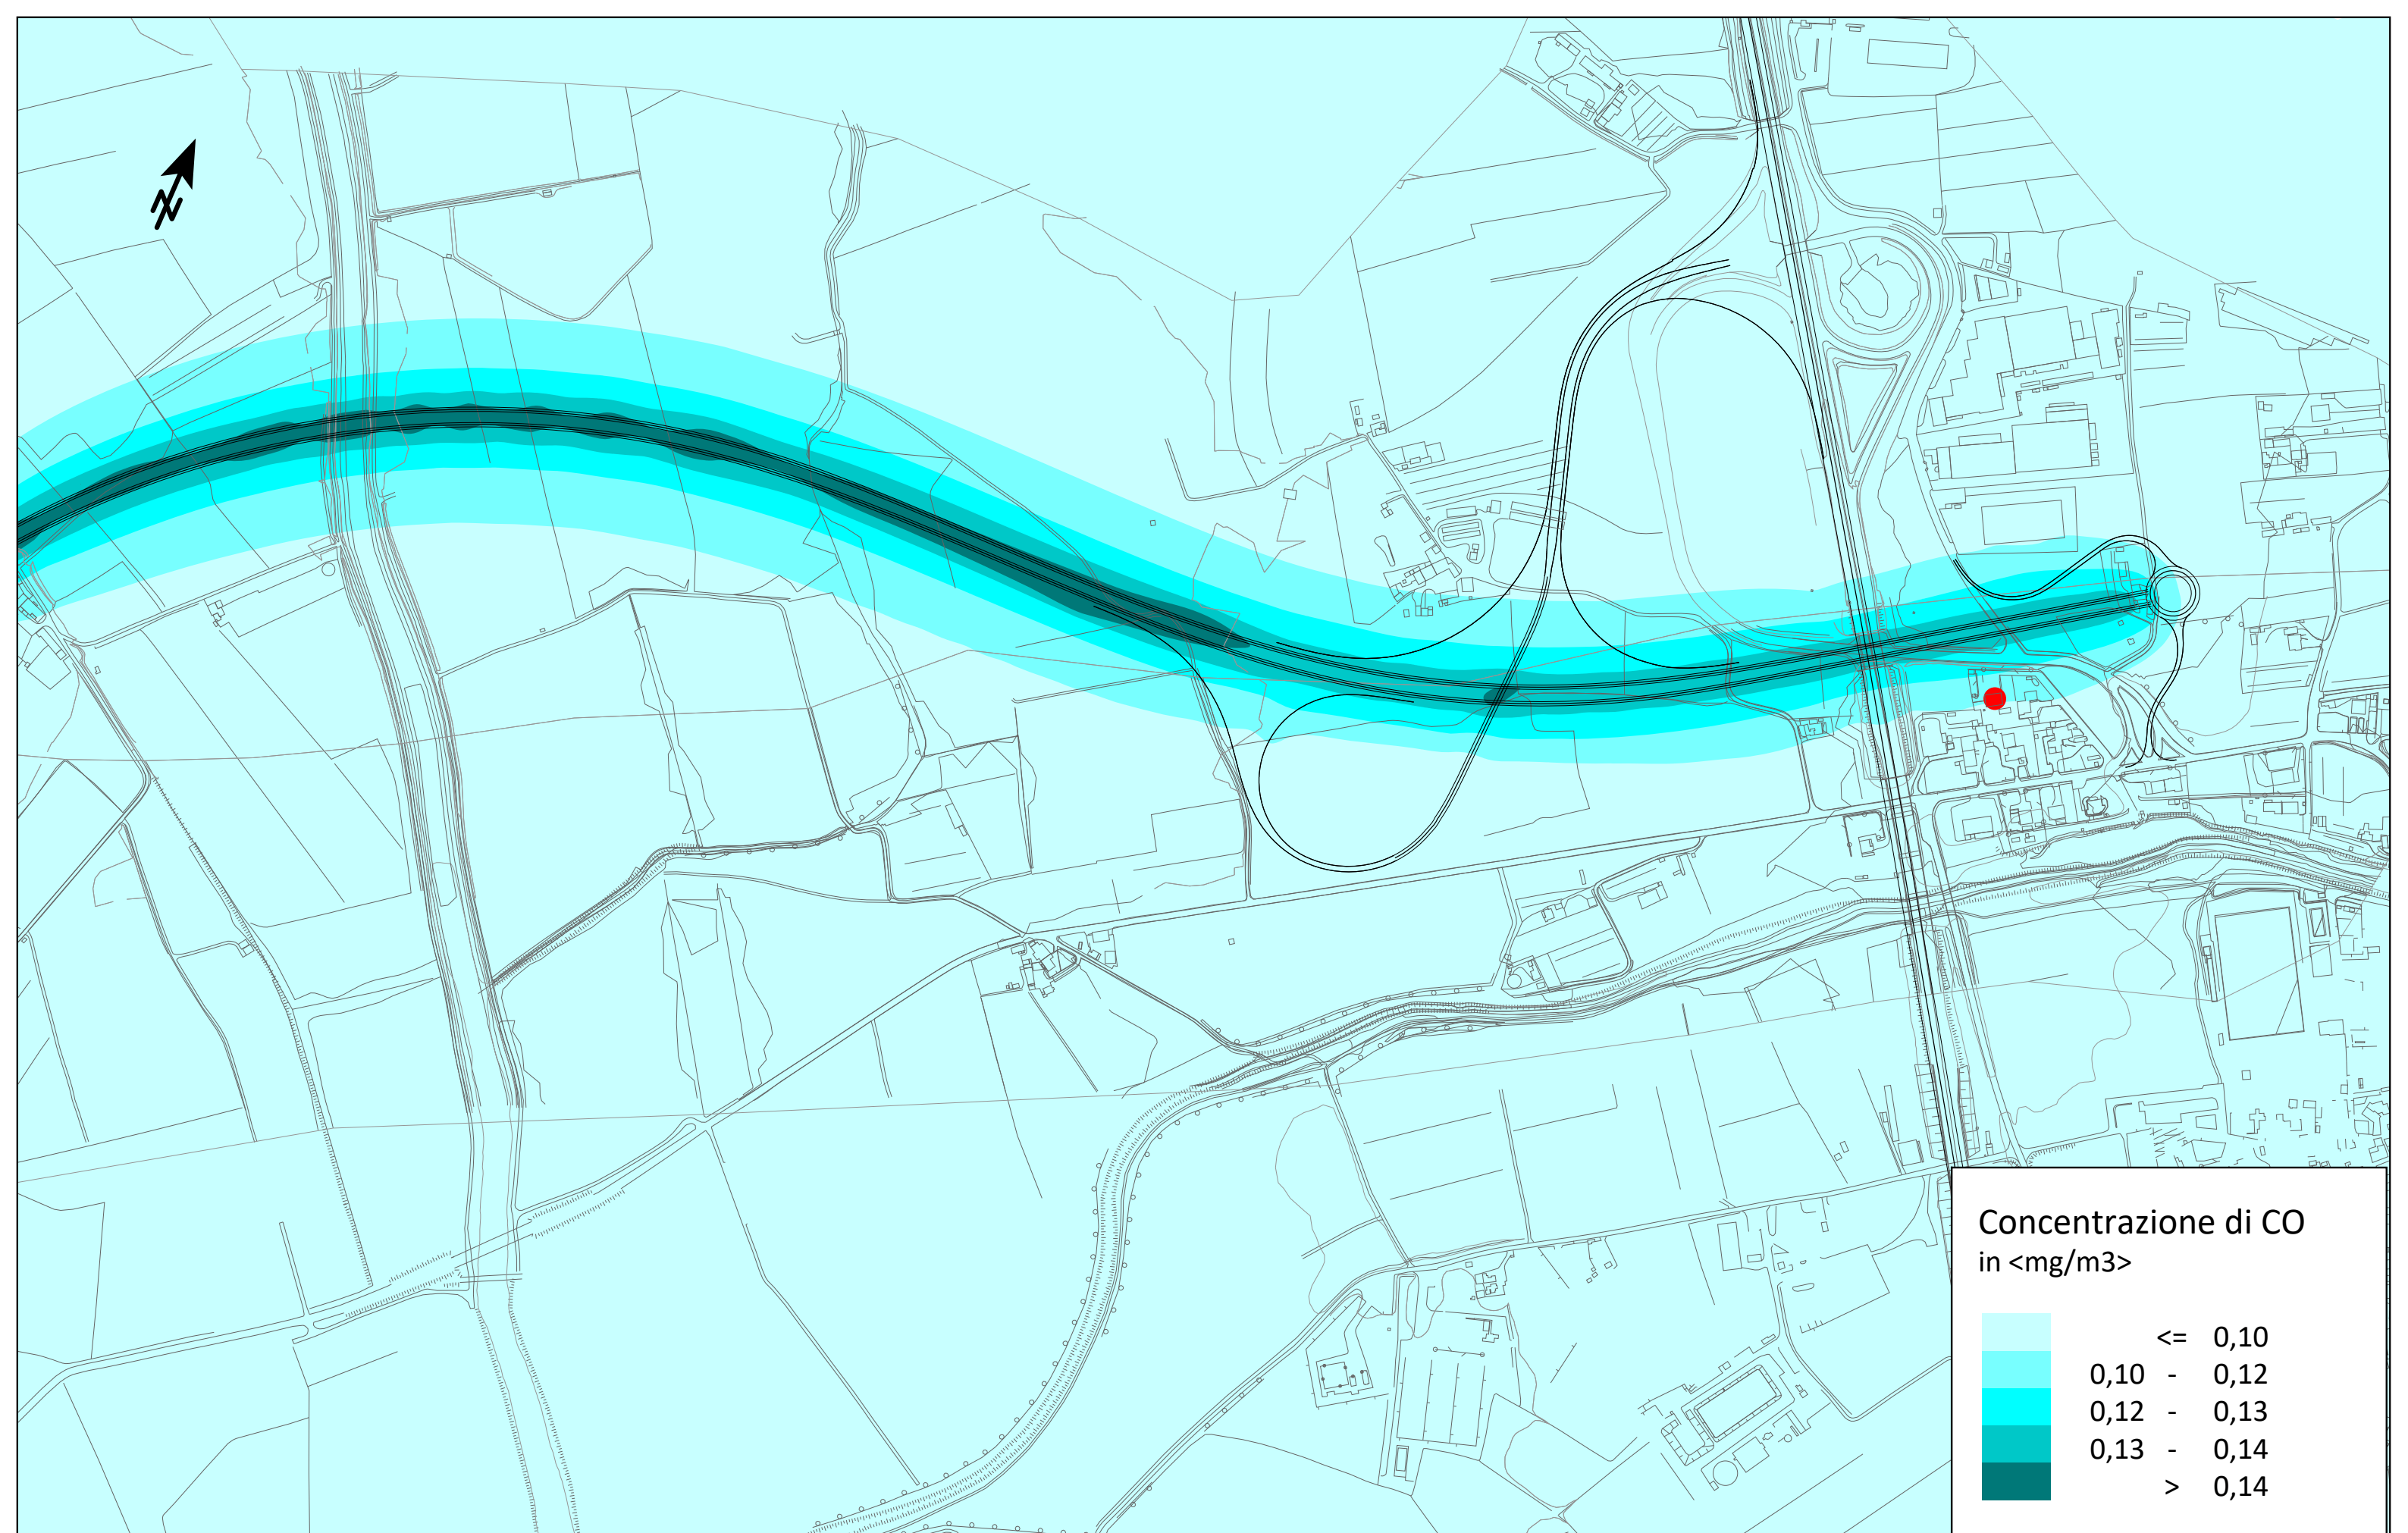 N
Concentrazione di CO
in <mg/m3>
<= 0,10
0,10 - 0,12
0,12 - 0,13
0,13 - 0,14
> 0,14